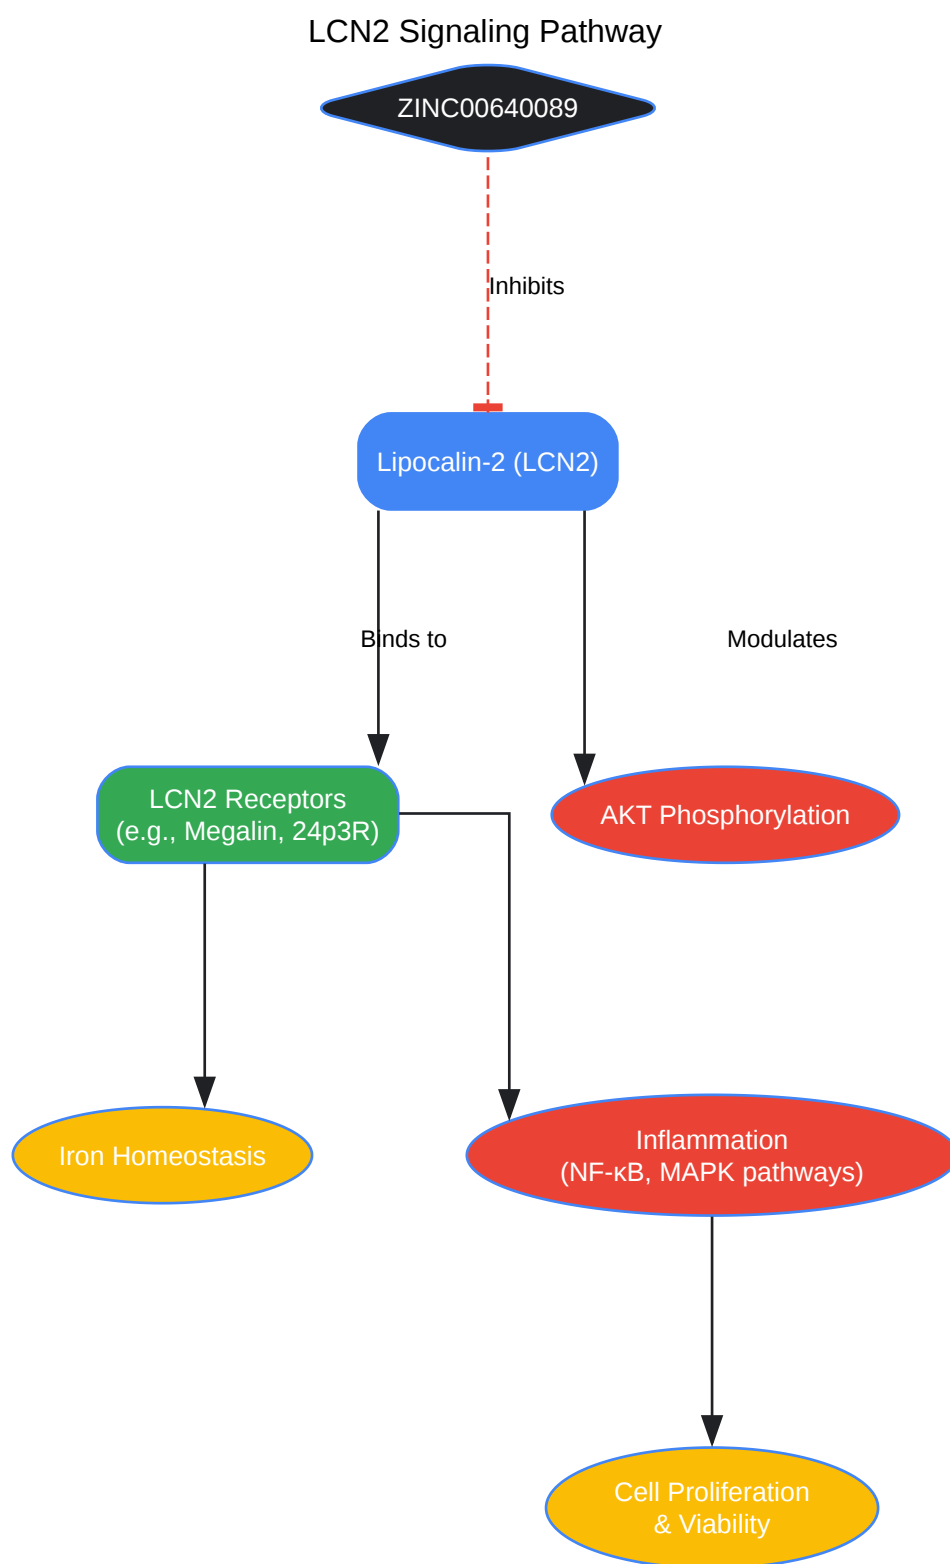 LCN2 Signaling Pathway
ZINC00640089
Inhibits
Lipocalin-2 (LCN2)
Binds to
Modulates
LCN2 Receptors
(e.g., Megalin, 24p3R)
AKT Phosphorylation
Iron Homeostasis
Inflammation
(NF-κB, MAPK pathways)
Cell Proliferation
& Viability